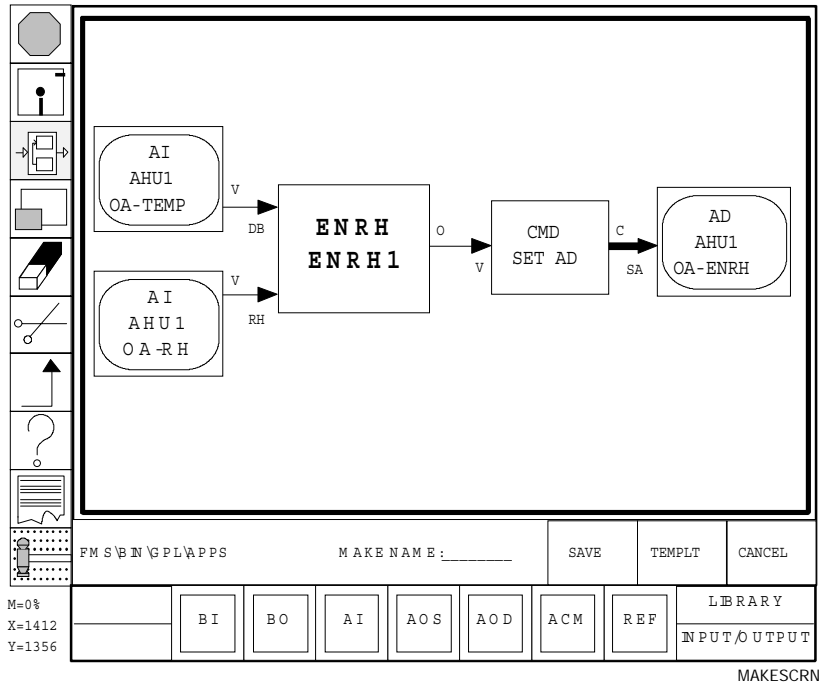 AI
AHU1
OA-TEMP
V
DB
AI
AHU1
OA-RH
V
RH
ENRH
ENRH1
O
V
CMD
SET AD
C
SA
AD
AHU1
OA-ENRH
FMS\BIN\GPL\APPS
MAKE NAME:________
SAVE
TEMPLT
CANCEL
M=0%
X=1412
Y=1356
BI
BO
AI
AOS
AOD
ACM
REF
LIBRARY
INPUT/OUTPUT
MAKESCRN